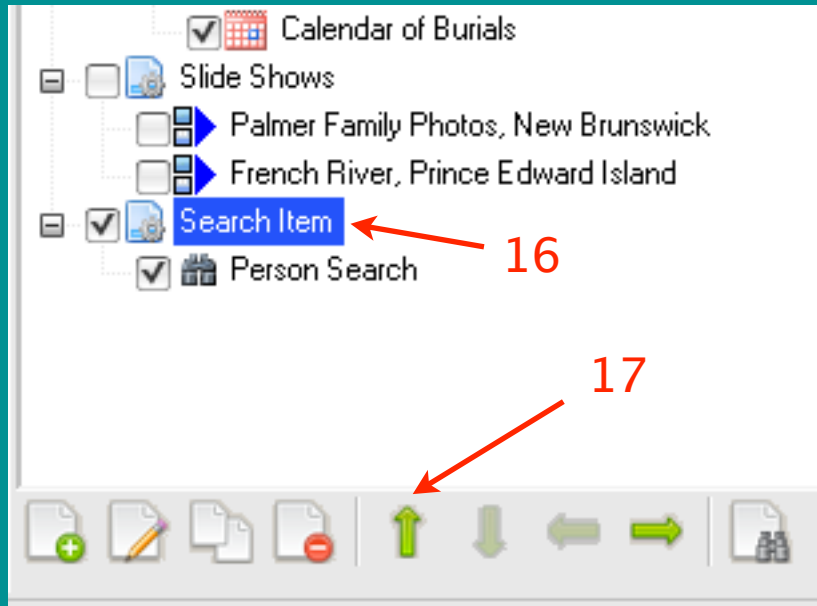 Calendar of Burials
Slide Shows
Palmer Family Photos, New Brunswick
French River, Prince Edward Island
Search Item
16
Person Search
17